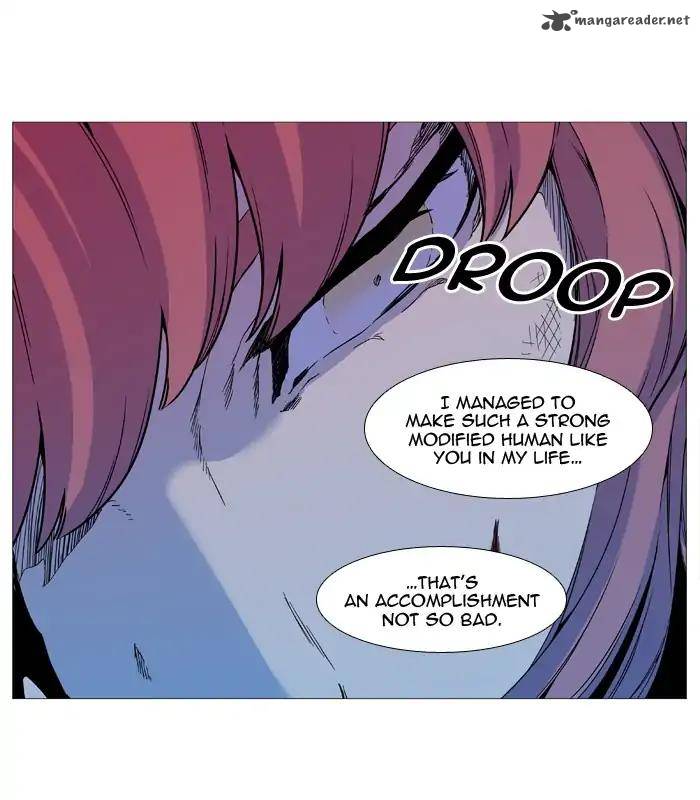 mangareader.net
DROOP
I MANAGED TO
MAKE SUCH A STRONG
MODIFIED HUMAN LIKE
YOU IN MY LIFE...
...THAT'S
AN ACCOMPLISHMENT
NOT SO BAD.